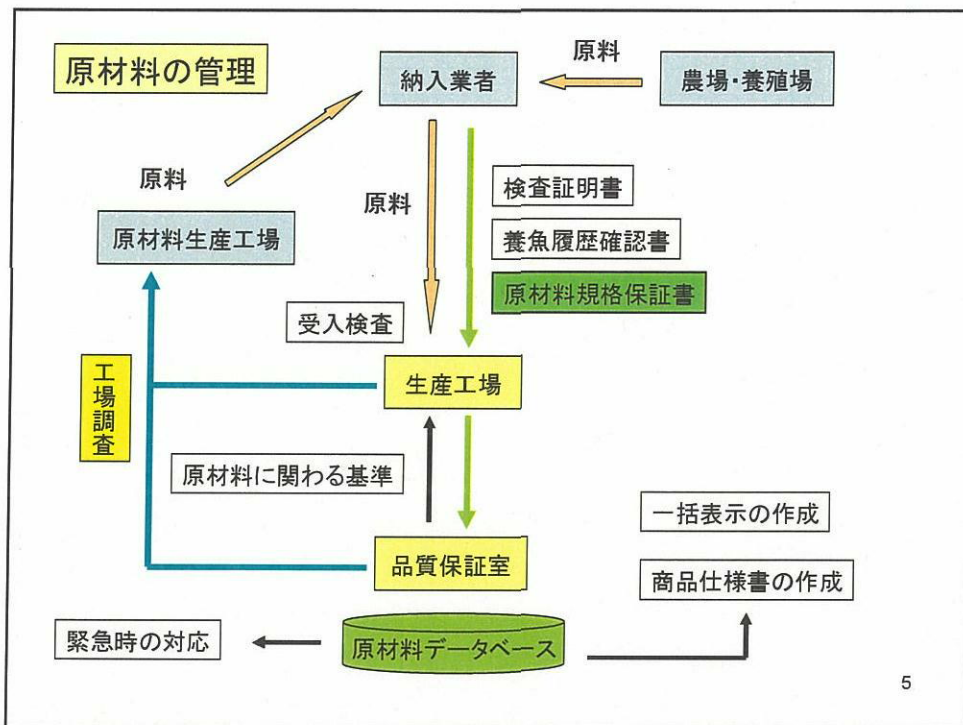 原材料の管理
納入業者
原料
農場・養殖場
原料
原料
検査証明書
養魚履歴確認書
原材料規格保証書
原材料生産工場
受入検査
生産工場
工場調査
原材料に関わる基準
品質保証室
一括表示の作成
商品仕様書の作成
緊急時の対応
原材料データベース
5